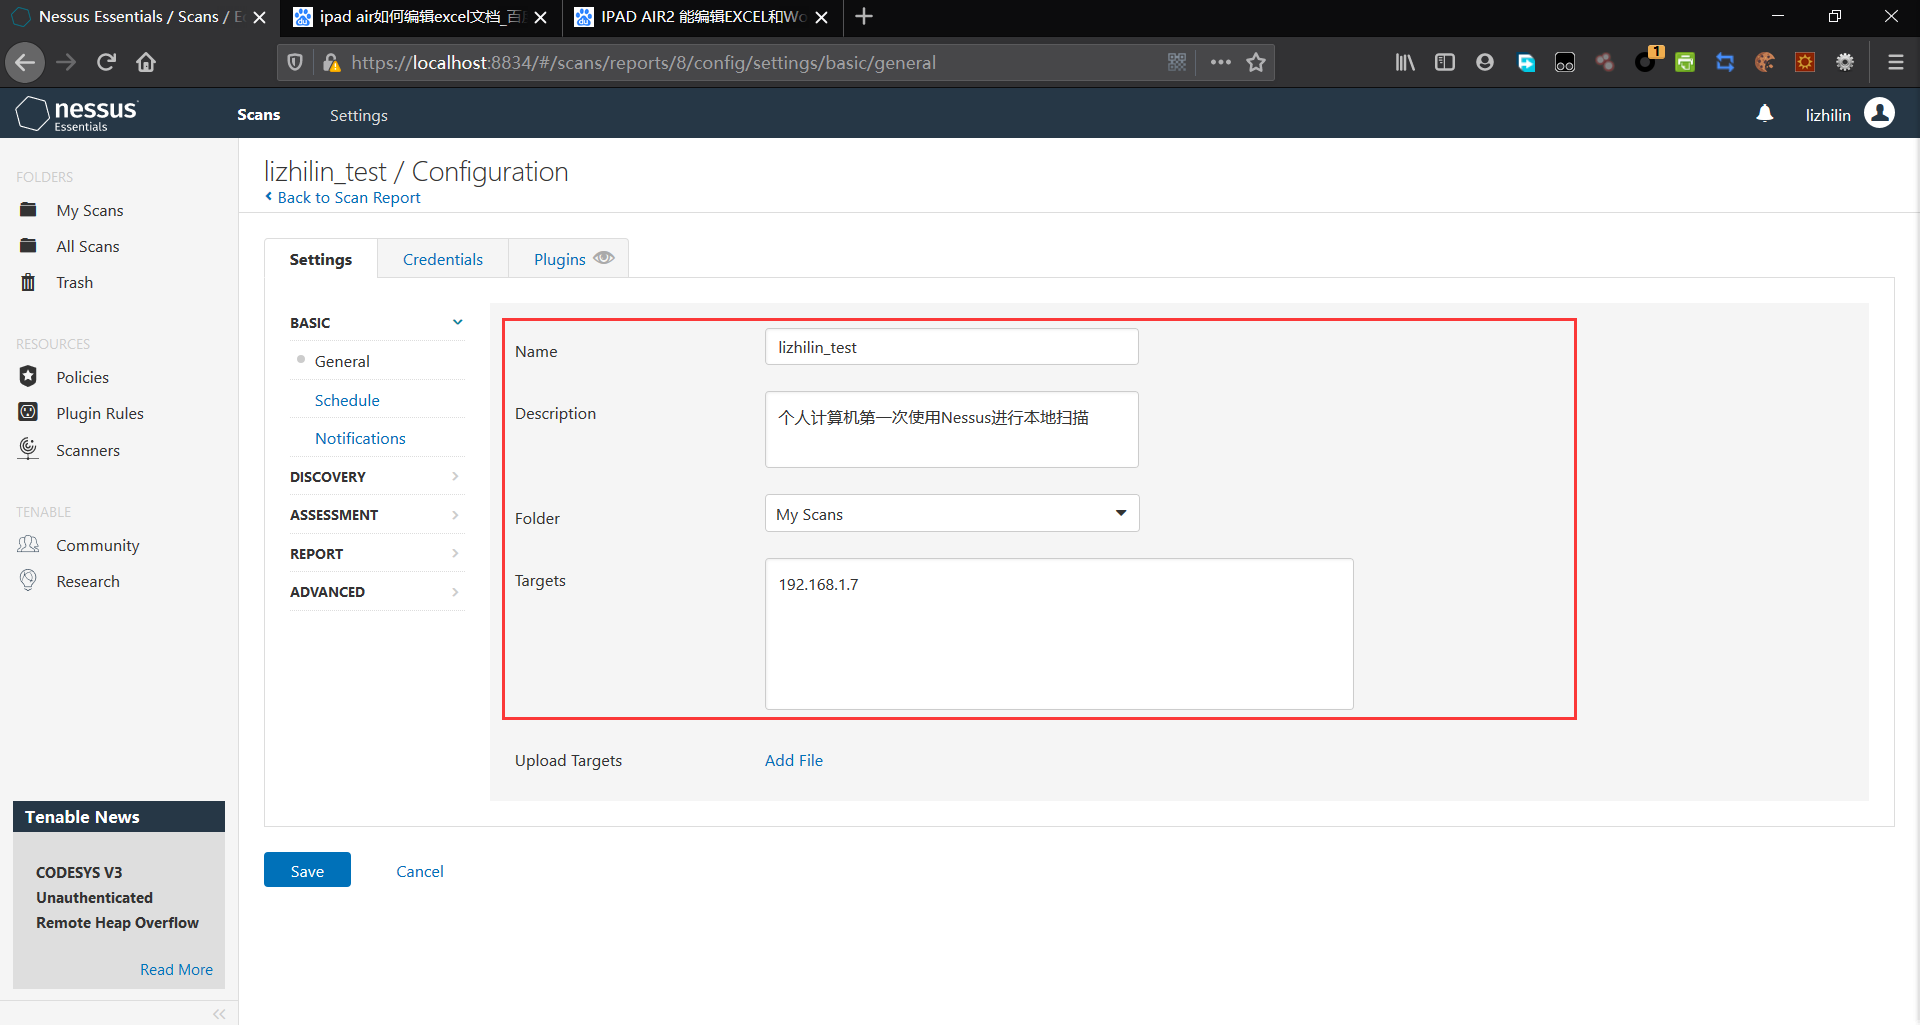 Nessus Essentials / Scans / E
ipad air如何编辑excel文档_百
IPAD AIR2 能编辑EXCEL和Wo
https://localhost:8834/#/scans/reports/8/config/settings/basic/general
1
nessus
Essentials
Scans
Settings
lizhilin
FOLDERS
My Scans
All Scans
Trash
RESOURCES
Policies
Plugin Rules
Scanners
TENABLE
Community
Research
Tenable News
CODESYS V3
Unauthenticated
Remote Heap Overflow
Read More
lizhilin_test / Configuration
Back to Scan Report
Settings
Credentials
Plugins
BASIC
General
Schedule
Notifications
DISCOVERY
ASSESSMENT
REPORT
ADVANCED
Name
lizhilin_test
Description
个人计算机第一次使用Nessus进行本地扫描
Folder
My Scans
Targets
192.168.1.7
Upload Targets
Add File
Save
Cancel